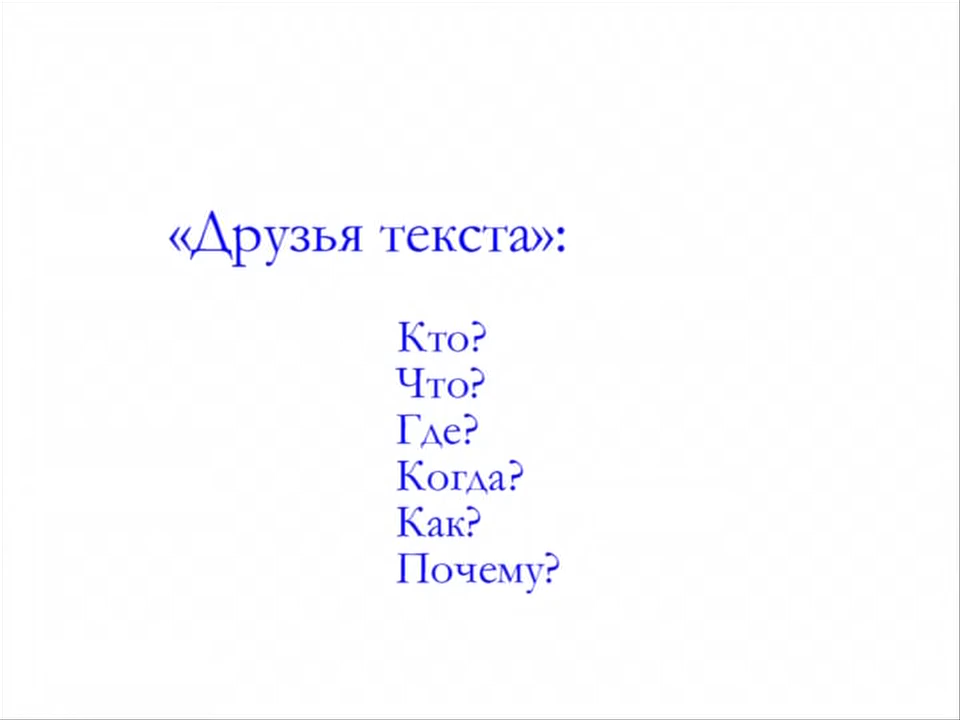 «Друзья текста»:
Кто?
Что?
Где?
Когда?
Как?
Почему?